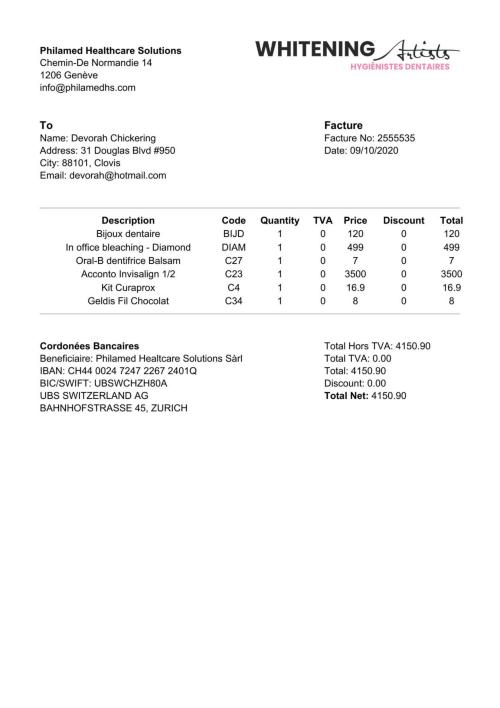 WHITENING Artists
HYGIÉNISTES DENTAIRES
Philamed Healthcare Solutions
Chemin-De Normandie 14
1206 Genève
info@philamedhs.com
To
Name: Devorah Chickering
Address: 31 Douglas Blvd #950
City: 88101, Clovis
Email: devorah@hotmail.com
Facture
Facture No: 2555535
Date: 09/10/2020
Description Code Quantity TVA Price Discount Total
Bijoux dentaire BIJD 1 0 120 0 120
In office bleaching - Diamond DIAM 1 0 499 0 499
Oral-B dentifrice Balsam C27 1 0 7 0 7
Acconto Invisalign 1/2 C23 1 0 3500 0 3500
Kit Curaprox C4 1 0 16.9 0 16.9
Geldis Fil Chocolat C34 1 0 8 0 8
Cordonées Bancaires
Beneficiaire: Philamed Healtcare Solutions Sàrl
IBAN: CH44 0024 7247 2267 2401Q
BIC/SWIFT: UBSWCHZH80A
UBS SWITZERLAND AG
BAHNHOFSTRASSE 45, ZURICH
Total Hors TVA: 4150.90
Total TVA: 0.00
Total: 4150.90
Discount: 0.00
Total Net: 4150.90